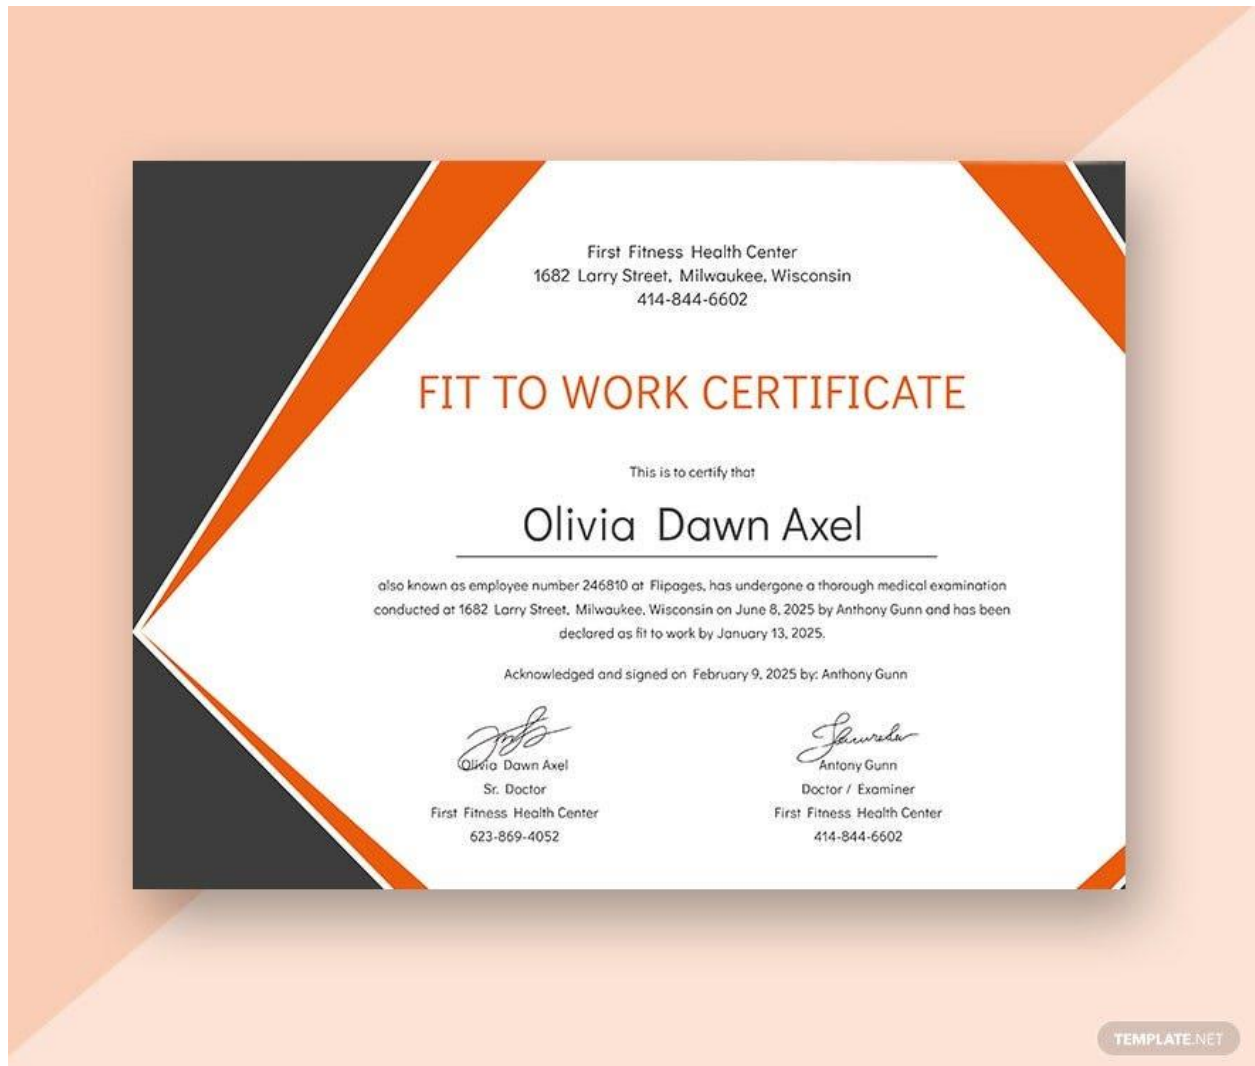 First Fitness Health Center
1682 Larry Street, Milwaukee, Wisconsin
414-844-6602
FIT TO WORK CERTIFICATE
This is to certify that
Olivia Dawn Axel
also known as employee number 246810 at Flipages, has undergone a thorough medical examination
conducted at 1682 Larry Street, Milwaukee, Wisconsin on June 8, 2025 by Anthony Gunn and has been
declared as fit to work by January 13, 2025.
Acknowledged and signed on February 9, 2025 by: Anthony Gunn
Olivia Dawn Axel
Sr. Doctor
First Fitness Health Center
623-869-4052
Antony Gunn
Doctor / Examiner
First Fitness Health Center
414-844-6602
TEMPLATE.NET